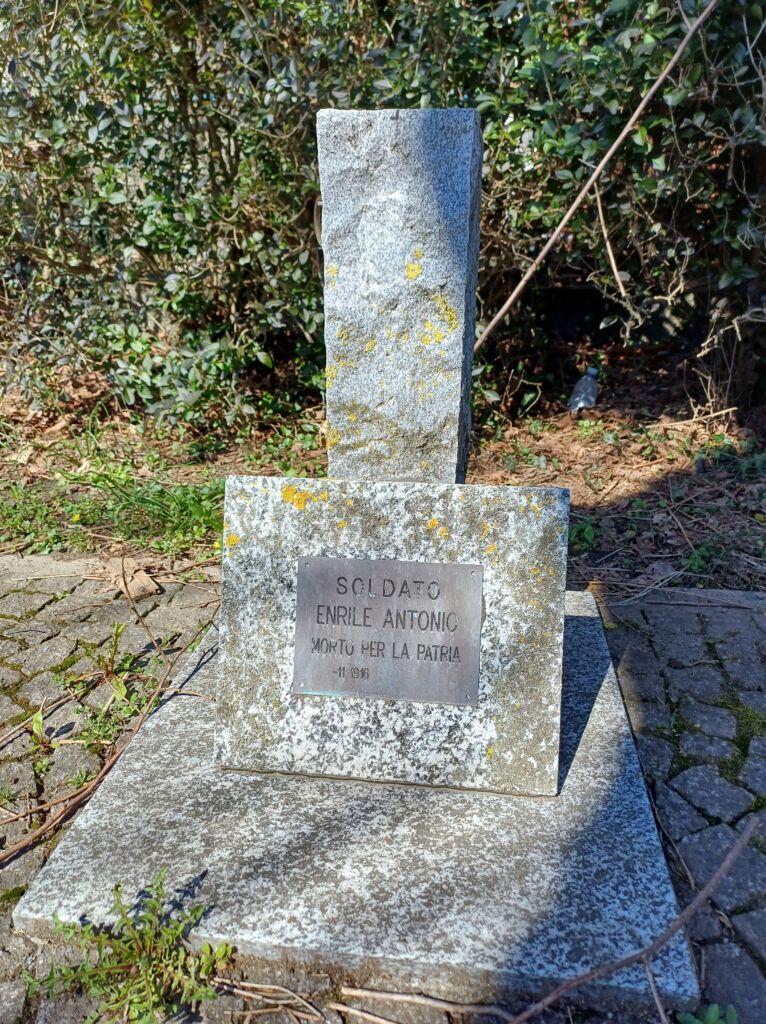 SOLDATO
ENRILE ANTONIO
MORTO PER LA PATRIA
-11 1916